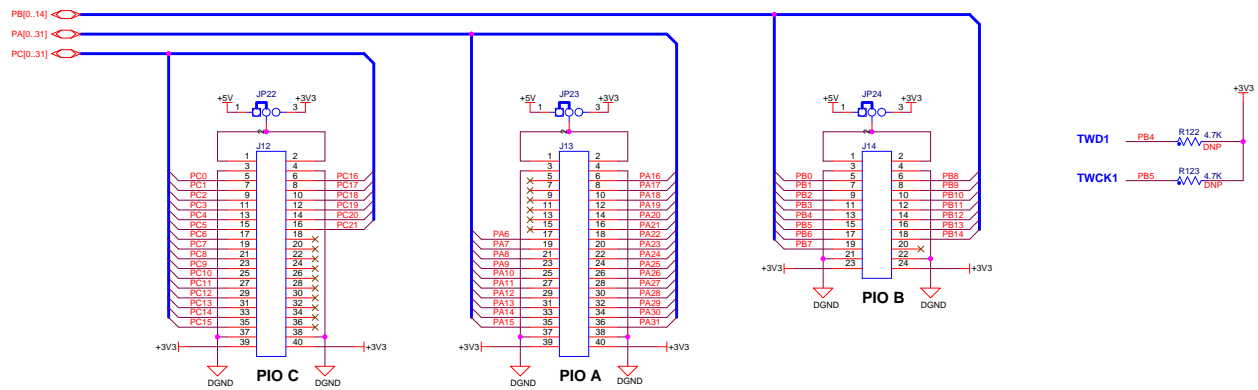 PB[0..14]
PA[0..31]
PC[0..31]
+5V 1 JP22 3 +3V3
2
J12
1 2
3 4
PC0 5 6 PC16
PC1 7 8 PC17
PC2 9 10 PC18
PC3 11 12 PC19
PC4 13 14 PC20
PC5 15 16 PC21
PC6 17 18
PC7 19 20
PC8 21 22
PC9 23 24
PC10 25 26
PC11 27 28
PC12 29 30
PC13 31 32
PC14 33 34
PC15 35 36
37 38
+3V3 39 40 +3V3
DGND PIO C DGND
+5V 1 JP23 3 +3V3
2
J13
1 2
3 4
5 6 PA16
7 8 PA17
9 10 PA18
11 12 PA19
13 14 PA20
15 16 PA21
PA6 17 18 PA22
PA7 19 20 PA23
PA8 21 22 PA24
PA9 23 24 PA25
PA10 25 26 PA26
PA11 27 28 PA27
PA12 29 30 PA28
PA13 31 32 PA29
PA14 33 34 PA30
PA15 35 36 PA31
37 38
+3V3 39 40 +3V3
DGND PIO A DGND
+5V 1 JP24 3 +3V3
2
J14
1 2
3 4
PB0 5 6 PB8
PB1 7 8 PB9
PB2 9 10 PB10
PB3 11 12 PB11
PB4 13 14 PB12
PB5 15 16 PB13
PB6 17 18 PB14
PB7 19 20
21 22
+3V3 23 24 +3V3
DGND PIO B DGND
+3V3
TWD1 PB4 R122 4.7K
DNP
TWCK1 PB5 R123 4.7K
DNP